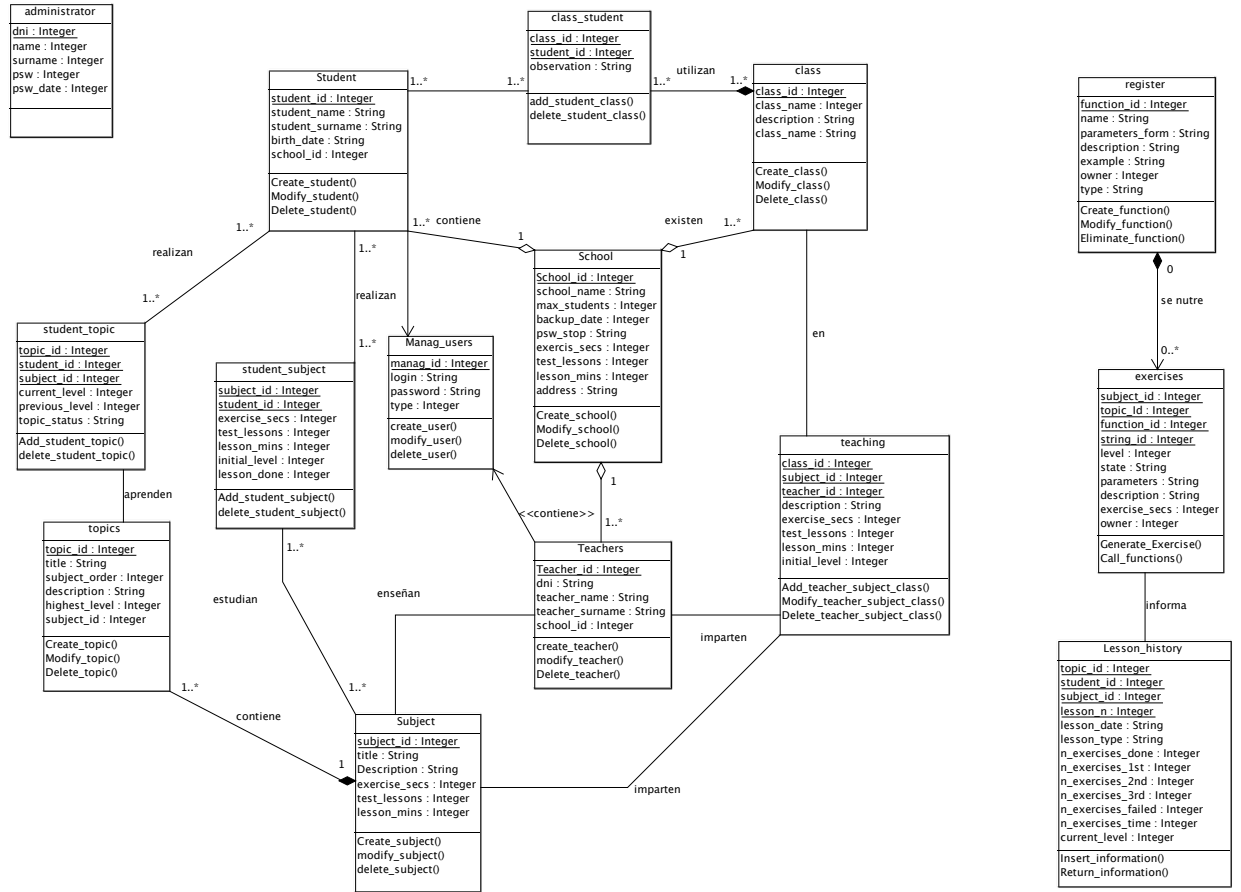 administrator
dni : Integer
name : Integer
surname : Integer
psw : Integer
psw_date : Integer
class_student
class_id : Integer
student_id : Integer
observation : String
add_student_class()
delete_student_class()
Student
student_id : Integer
student_name : String
student_surname : String
birth_date : String
school_id : Integer
Create_student()
Modify_student()
Delete_student()
1..*
1..*
1..*
utilizan
1..*
class
class_id : Integer
class_name : Integer
description : String
class_name : String
Create_class()
Modify_class()
Delete_class()
register
function_id : Integer
name : String
parameters_form : String
description : String
example : String
owner : Integer
type : String
Create_function()
Modify_function()
Eliminate_function()
1..*
realizan
1..*
1..*
contiene
1
existen
1
1..*
1..*
realizan
1..*
en
0
se nutre
0..*
School
School_id : Integer
school_name : String
max_students : Integer
backup_date : Integer
psw_stop : String
exercis_secs : Integer
test_lessons : Integer
lesson_mins : Integer
address : String
Create_school()
Modify_school()
Delete_school()
student_topic
topic_id : Integer
student_id : Integer
subject_id : Integer
current_level : Integer
previous_level : Integer
topic_status : String
Add_student_topic()
delete_student_topic()
student_subject
subject_id : Integer
student_id : Integer
exercise_secs : Integer
test_lessons : Integer
lesson_mins : Integer
initial_level : Integer
lesson_done : Integer
Add_student_subject()
delete_student_subject()
Manag_users
manag_id : Integer
login : String
password : String
type : Integer
create_user()
modify_user()
delete_user()
exercises
subject_id : Integer
topic_Id : Integer
function_id : Integer
string_id : Integer
level : Integer
state : String
parameters : String
description : String
exercise_secs : Integer
owner : Integer
Generate_Exercise()
Call_functions()
teaching
class_id : Integer
subject_id : Integer
teacher_id : Integer
description : String
exercise_secs : Integer
test_lessons : Integer
lesson_mins : Integer
initial_level : Integer
Add_teacher_subject_class()
Modify_teacher_subject_class()
Delete_teacher_subject_class()
aprenden
1
<<contiene>>
1..*
topics
topic_id : Integer
title : String
subject_order : Integer
description : String
highest_level : Integer
subject_id : Integer
Create_topic()
Modify_topic()
Delete_topic()
1..*
estudian
enseñan
Teachers
Teacher_id : Integer
dni : String
teacher_name : String
teacher_surname : String
school_id : Integer
create_teacher()
modify_teacher()
Delete_teacher()
imparten
informa
1..*
contiene
1
1..*
imparten
Subject
subject_id : Integer
title : String
Description : String
exercise_secs : Integer
test_lessons : Integer
lesson_mins : Integer
Create_subject()
modify_subject()
delete_subject()
Lesson_history
topic_id : Integer
student_id : Integer
subject_id : Integer
lesson_n : Integer
lesson_date : String
lesson_type : String
n_exercises_done : Integer
n_exercises_1st : Integer
n_exercises_2nd : Integer
n_exercises_3rd : Integer
n_exercises_failed : Integer
n_exercises_time : Integer
current_level : Integer
Insert_information()
Return_information()